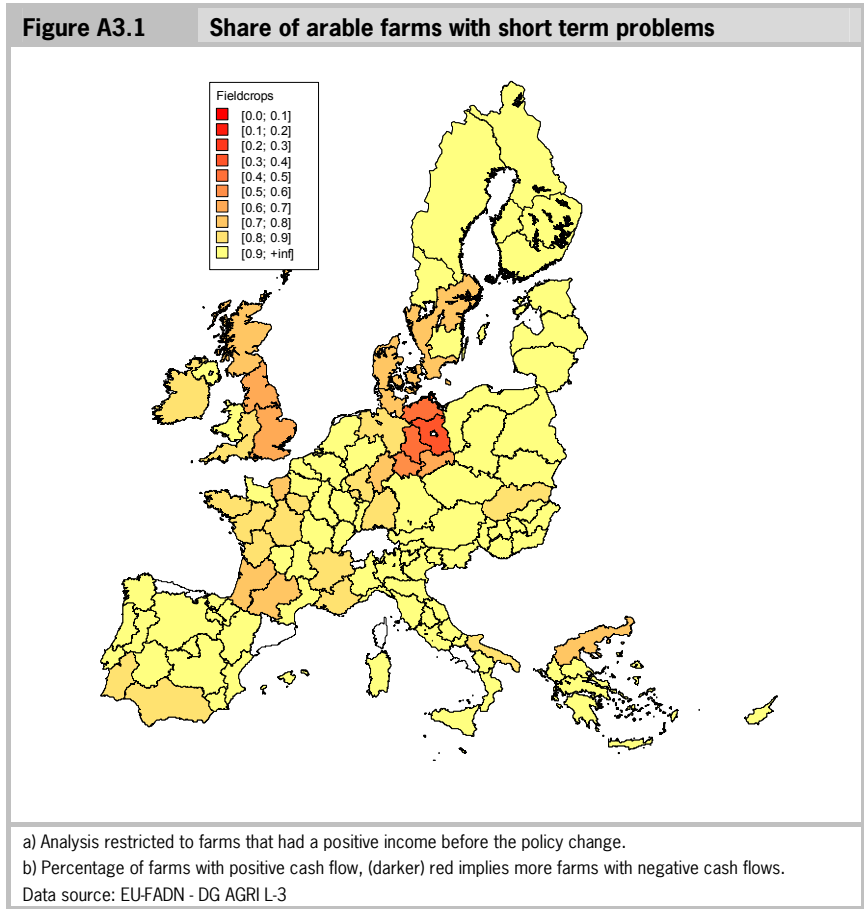 Figure A3.1 Share of arable farms with short term problems
Fieldcrops
[0.0; 0.1]
[0.1; 0.2]
[0.2; 0.3]
[0.3; 0.4]
[0.4; 0.5]
[0.5; 0.6]
[0.6; 0.7]
[0.7; 0.8]
[0.8; 0.9]
[0.9; +inf]
a) Analysis restricted to farms that had a positive income before the policy change.
b) Percentage of farms with positive cash flow, (darker) red implies more farms with negative cash flows.
Data source: EU-FADN - DG AGRI L-3